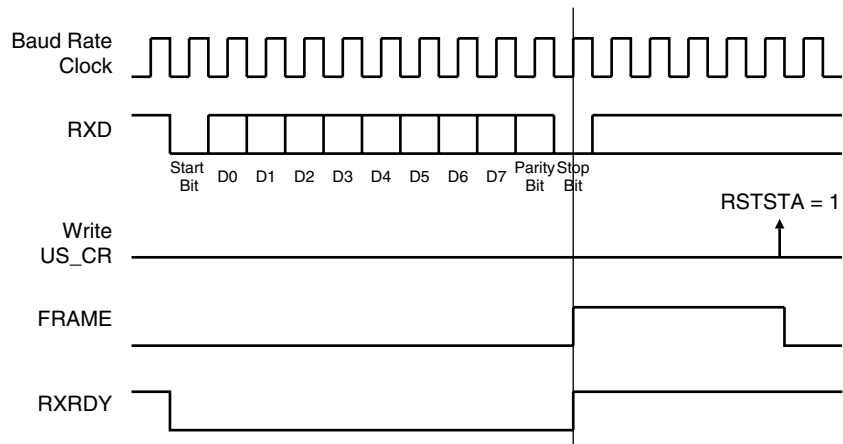 Baud Rate
Clock
RXD
Start
Bit
D0 D1 D2 D3 D4 D5 D6 D7
Parity
Bit
Stop
Bit
RSTSTA = 1
Write
US_CR
FRAME
RXRDY